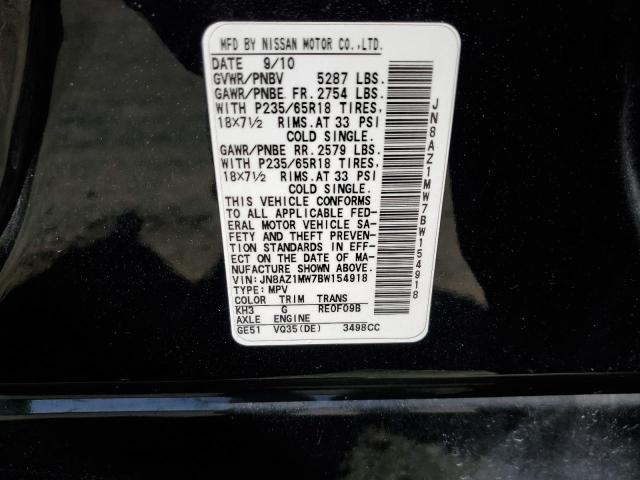 MFD BY NISSAN MOTOR CO.,LTD.
DATE 9/10
GVWR/PNBV 5287 LBS.
GAWR/PNBE FR. 2754 LBS.
WITH P235/65R18 TIRES,
18X7½ RIMS. AT 33 PSI
COLD SINGLE.
GAWR/PNBE RR. 2579 LBS.
WITH P235/65R18 TIRES,
18X7½ RIMS. AT 33 PSI
COLD SINGLE.
THIS VEHICLE CONFORMS
TO ALL APPLICABLE FED-
ERAL MOTOR VEHICLE SA-
FETY AND THEFT PREVEN-
TION STANDARDS IN EFF-
ECT ON THE DATE OF MA-
NUFACTURE SHOWN ABOVE.
VIN: JN8AZ1MW7BW154918
TYPE: MPV
COLOR TRIM TRANS
KH3 G RE0F09B
AXLE ENGINE
GE51 VQ35(DE) 3498CC
JN8AZ1MW7BW154918